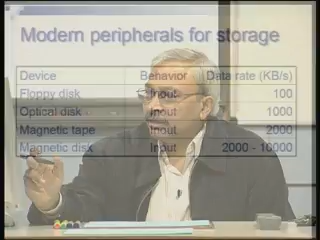 Modern peripherals for storage
Device Behavior Data rate (KB/s)
Floppy disk Input 100
Optical disk Input 1000
Magnetic tape Input 2000
Magnetic disk Input 2000 - 10000